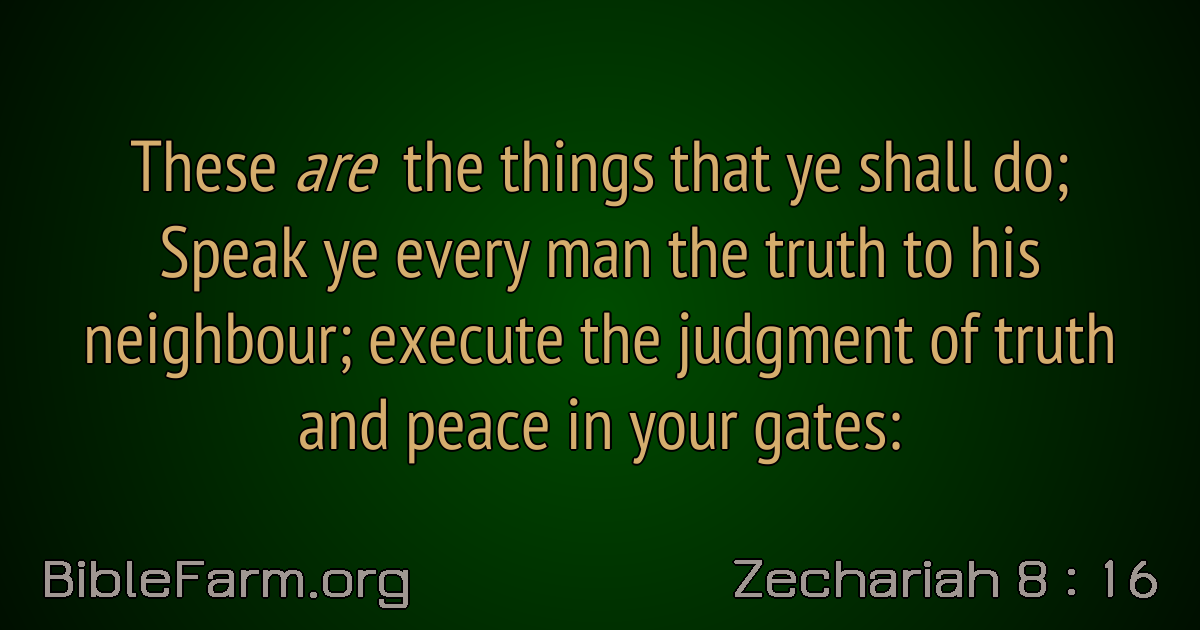 These are the things that ye shall do;
Speak ye every man the truth to his
neighbour; execute the judgment of truth
and peace in your gates:
BibleFarm.org
Zechariah 8 : 16